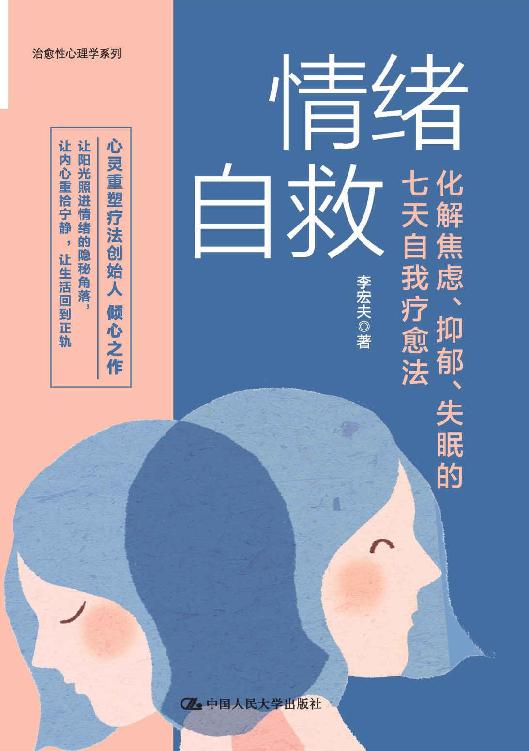 治愈性心理学系列
情绪
自救
化解焦虑、抑郁、失眠的
七天自我疗愈法
李宏夫◎著
心灵重塑疗法创始人 倾心之作
让阳光照进情绪的隐秘角落，
让内心重拾宁静，让生活回到正轨
中国人民大学出版社